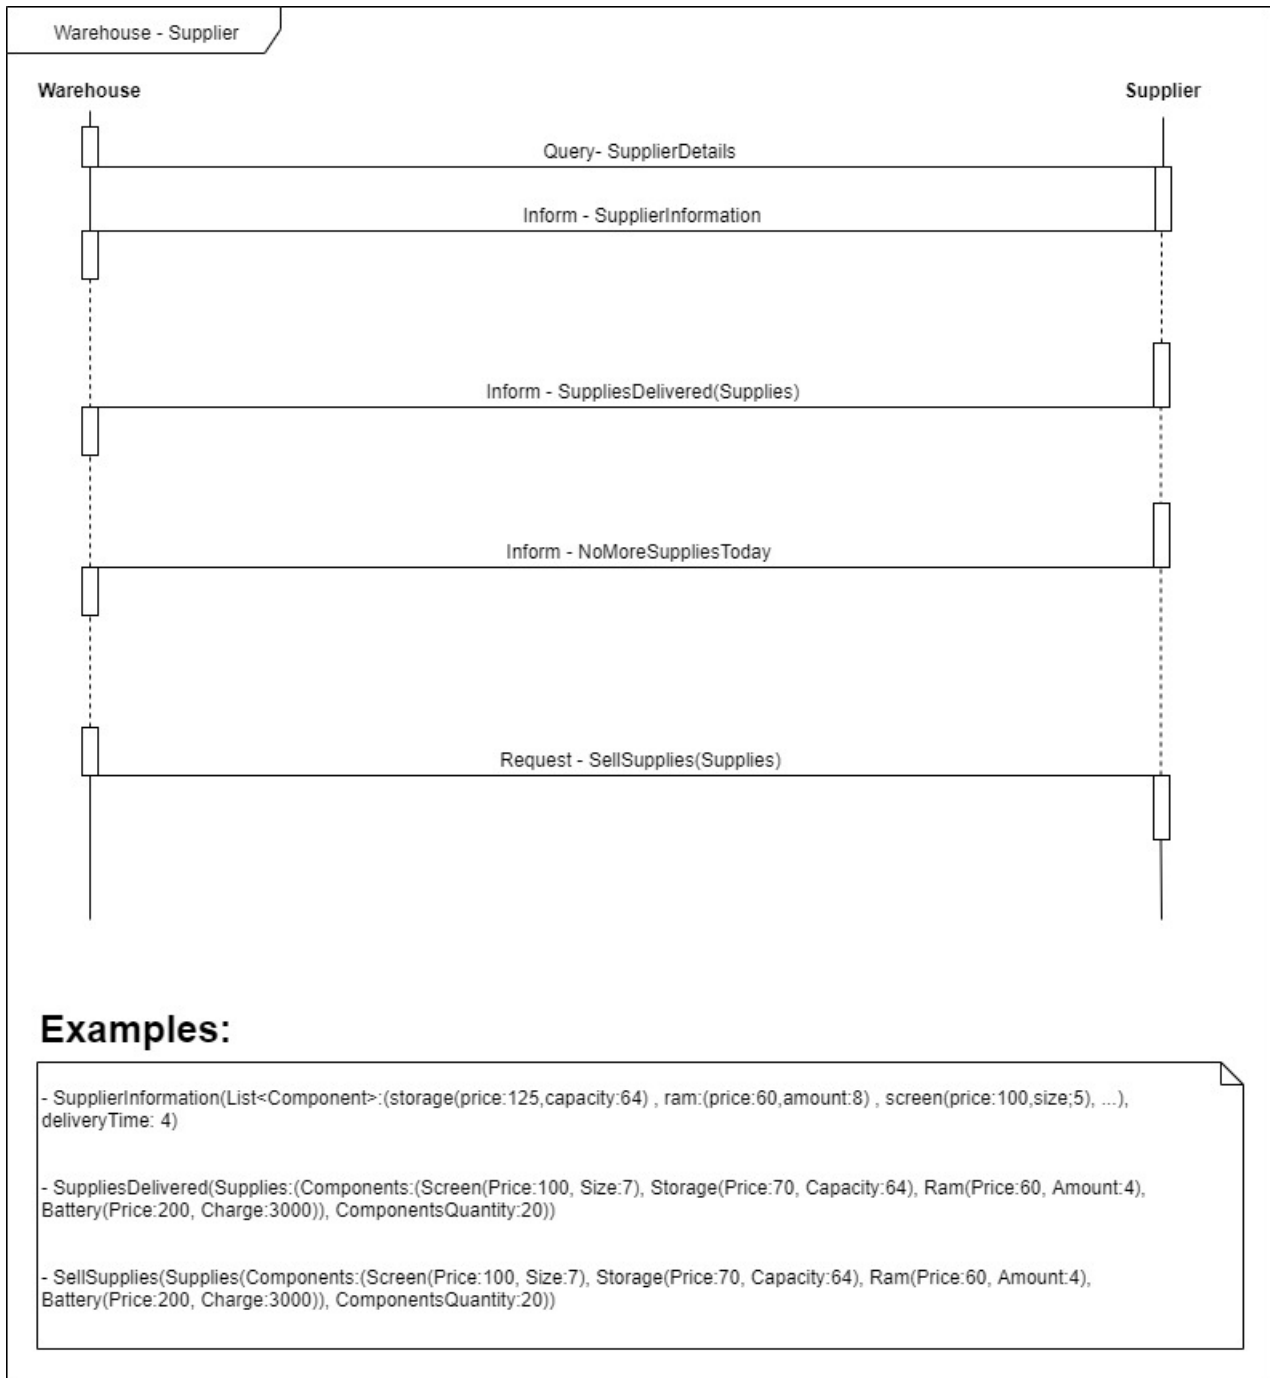 Warehouse - Supplier
Warehouse
Supplier
Query- SupplierDetails
Inform - SupplierInformation
Inform - SuppliesDelivered(Supplies)
Inform - NoMoreSuppliesToday
Request - SellSupplies(Supplies)
Examples:
- SupplierInformation(List<Component>:(storage(price:125,capacity:64) , ram:(price:60,amount:8) , screen(price:100,size;5), ...),
deliveryTime: 4)
- SuppliesDelivered(Supplies:(Components:(Screen(Price:100, Size:7), Storage(Price:70, Capacity:64), Ram(Price:60, Amount:4),
Battery(Price:200, Charge:3000)), ComponentsQuantity:20))
- SellSupplies(Supplies(Components:(Screen(Price:100, Size:7), Storage(Price:70, Capacity:64), Ram(Price:60, Amount:4),
Battery(Price:200, Charge:3000)), ComponentsQuantity:20))